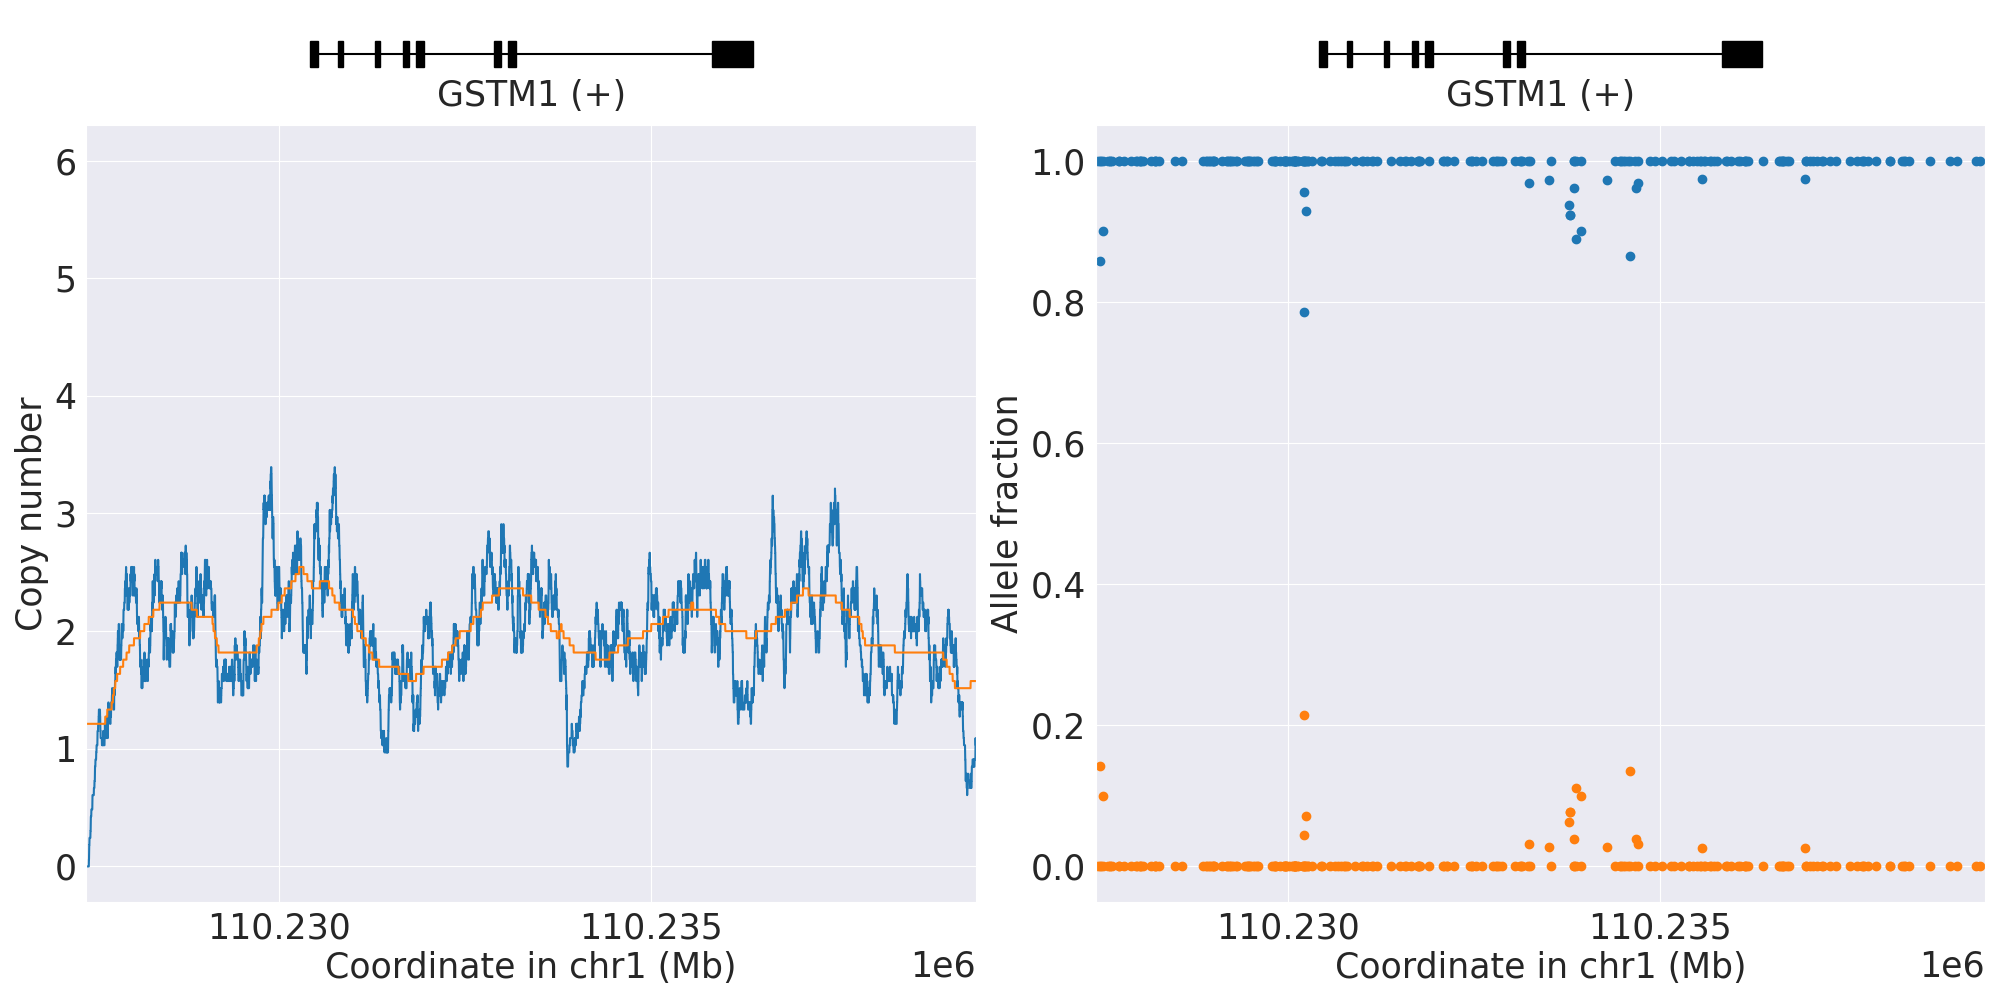 GSTM1 (+)
6
5
4
3
2
1
0
Copy number
110.230
110.235
Coordinate in chr1 (Mb)
1e6
GSTM1 (+)
1.0
0.8
0.6
0.4
0.2
0.0
Allele fraction
110.230
110.235
Coordinate in chr1 (Mb)
1e6